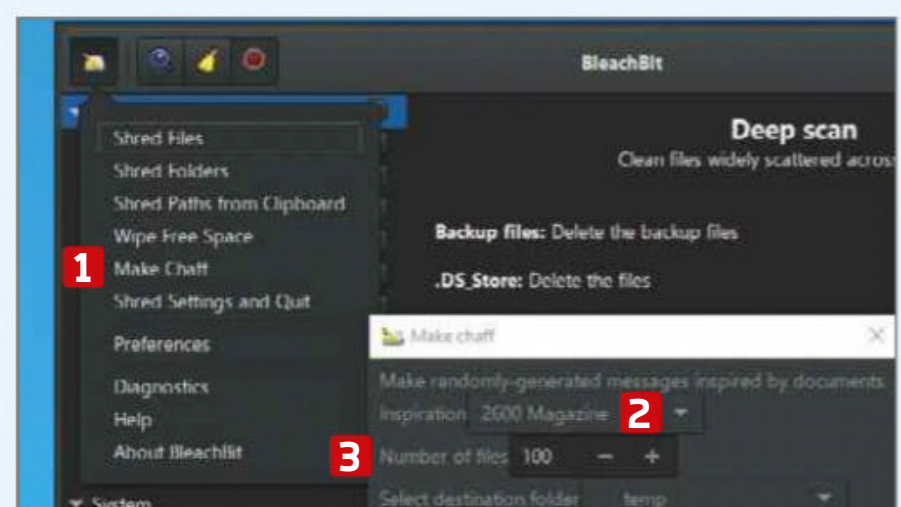 BleachBit
Shred Files
Shred Folders
Shred Paths from Clipboard
Wipe Free Space
1
Make Chaff
Shred Settings and Quit
Preferences
Diagnostics
Help
About BleachBit
System
Deep scan
Clean files widely scattered across
Backup files: Delete the backup files
.DS_Store: Delete the files
Make chaff
Make randomly-generated messages inspired by documents.
Inspiration 2600 Magazine 2
3 Number of files 100 − +
Select destination folder temp